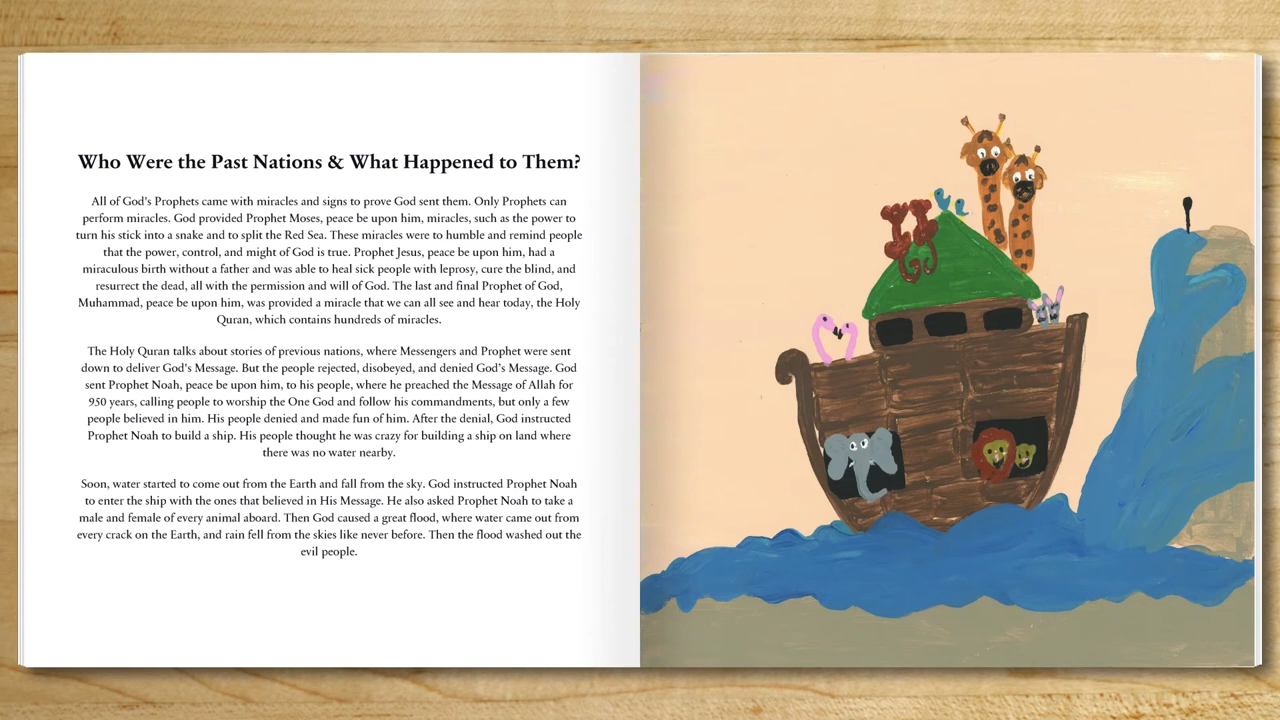 Who Were the Past Nations & What Happened to Them?
All of God's Prophets came with miracles and signs to prove God sent them. Only Prophets can
perform miracles. God provided Prophet Moses, peace be upon him, miracles, such as the power to
turn his stick into a snake and to split the Red Sea. These miracles were to humble and remind people
that the power, control, and might of God is true. Prophet Jesus, peace be upon him, had a
miraculous birth without a father and was able to heal sick people with leprosy, cure the blind, and
resurrect the dead, all with the permission and will of God. The last and final Prophet of God,
Muhammad, peace be upon him, was provided a miracle that we can all see and hear today, the Holy
Quran, which contains hundreds of miracles.
The Holy Quran talks about stories of previous nations, where Messengers and Prophet were sent
down to deliver God's Message. But the people rejected, disobeyed, and denied God's Message. God
sent Prophet Noah, peace be upon him, to his people, where he preached the Message of Allah for
950 years, calling people to worship the One God and follow his commandments, but only a few
people believed in him. His people denied and made fun of him. After the denial, God instructed
Prophet Noah to build a ship. His people thought he was crazy for building a ship on land where
there was no water nearby.
Soon, water started to come out from the Earth and fall from the sky. God instructed Prophet Noah
to enter the ship with the ones that believed in His Message. He also asked Prophet Noah to take a
male and female of every animal aboard. Then God caused a great flood, where water came out from
every crack on the Earth, and rain fell from the skies like never before. Then the flood washed out the
evil people.